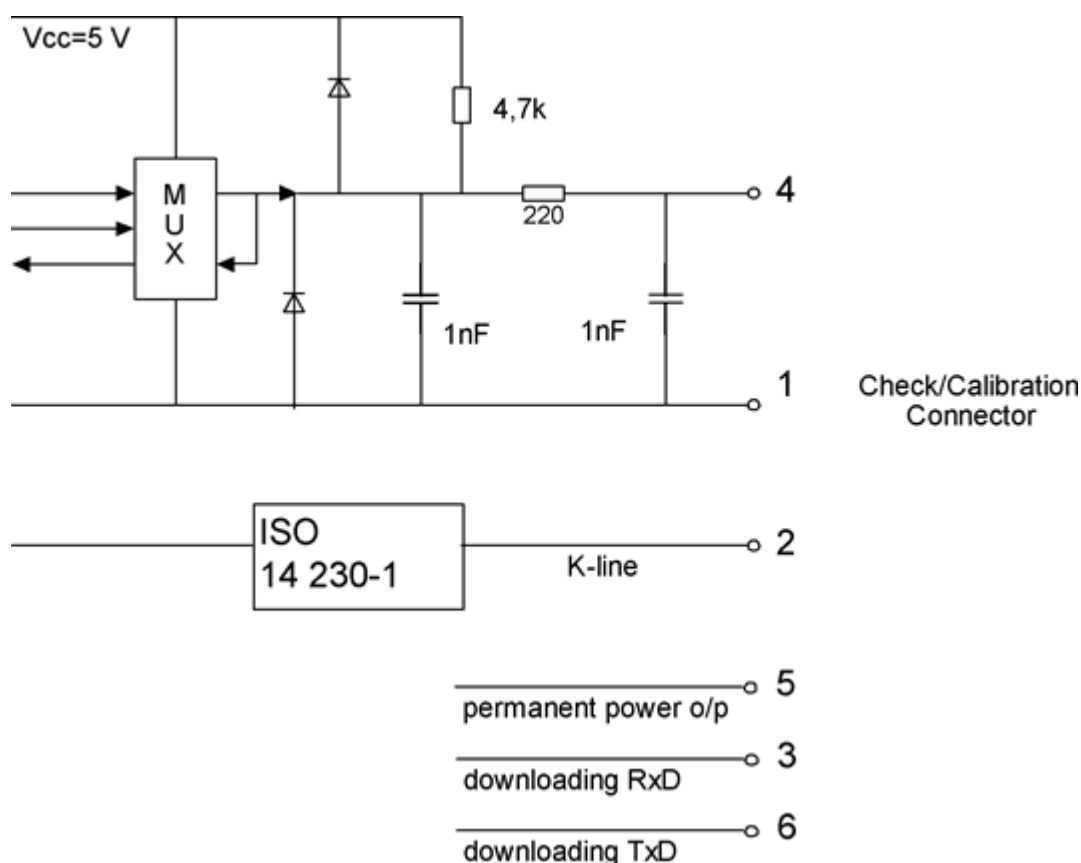 Vcc=5 V
4,7k
M
U
X
4
220
1nF
1nF
1
Check/Calibration
Connector
ISO
14 230-1
K-line
2
5
permanent power o/p
3
downloading RxD
6
downloading TxD